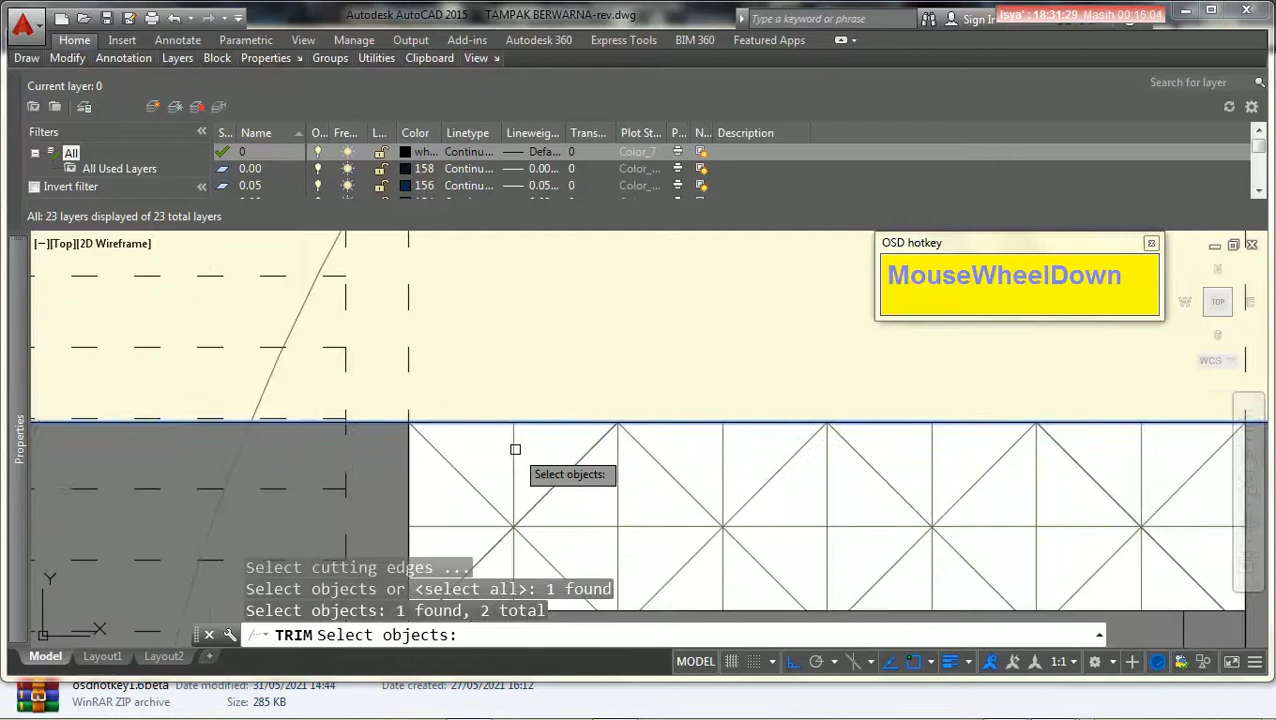 Autodesk AutoCAD 2015 TAMPAK BERWARNA-rev.dwg
Type a keyword or phrase
Sign In
Isya' : 18:31:29 Masih 00:16:04
Home Insert Annotate Parametric View Manage Output Add-ins Autodesk 360 Express Tools BIM 360 Featured Apps
Draw Modify Annotation Layers Block Properties Groups Utilities Clipboard View
Current layer: 0
Search for layer
Filters
S... Name O... Fre... L... Color Linetype Lineweig... Trans... Plot St... P... N... Description
All
0 wh... Continu... Defa... 0 Color_7
All Used Layers
0.00 158 Continu... 0.00... 0 Color_...
Invert filter
0.05 156 Continu... 0.05... 0 Color_...
All: 23 layers displayed of 23 total layers
[−][Top][2D Wireframe]
OSD hotkey
MouseWheelDown
N
W
TOP
E
S
WCS
Properties
Select objects:
Select cutting edges ...
Select objects or <select all>: 1 found
Select objects: 1 found, 2 total
Y
X
TRIM Select objects:
Model Layout1 Layout2 +
MODEL 1:1
osdhotkey1.6beta Date modified: 31/05/2021 14:44 Date created: 27/05/2021 16:12
WinRAR ZIP archive Size: 285 KB